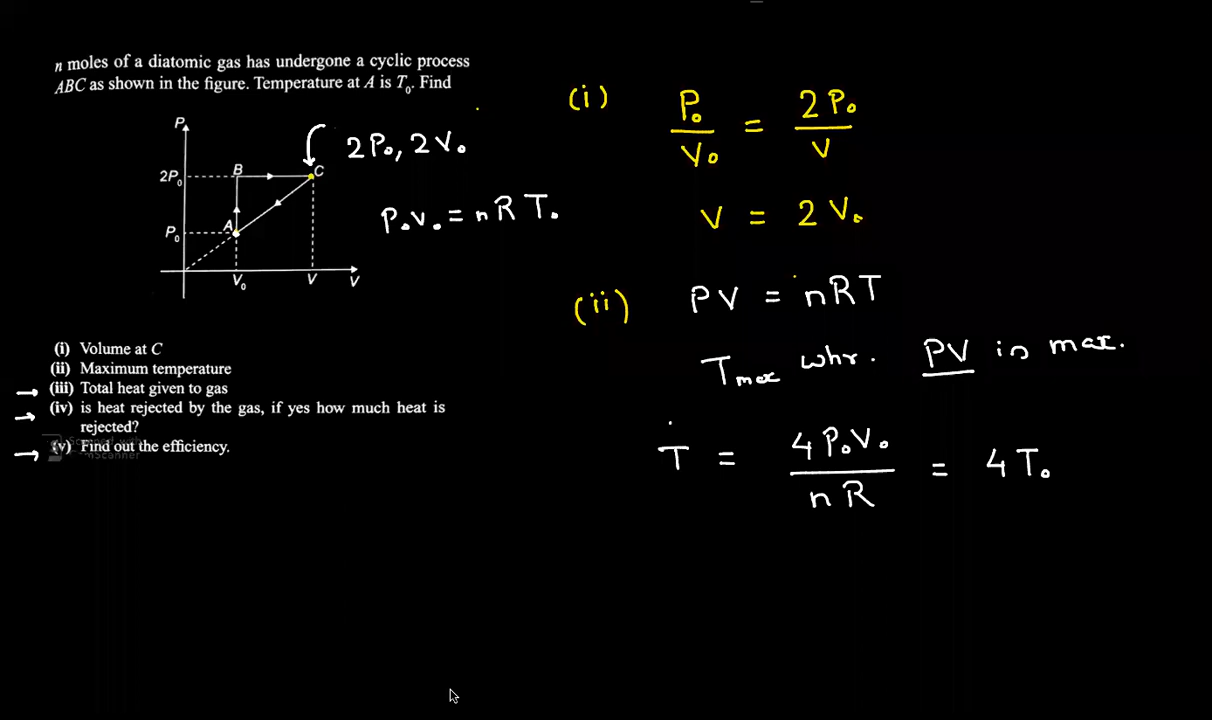 n moles of a diatomic gas has undergone a cyclic process
ABC as shown in the figure. Temperature at A is T₀. Find
P
2P₀
B
C
2P₀, 2V₀
P₀
A
V₀
V
V
P₀V₀ = nRT₀
(i) Volume at C
(ii) Maximum temperature
(iii) Total heat given to gas
(iv) is heat rejected by the gas, if yes how much heat is
rejected?
(v) Find out the efficiency.
(i) P₀/V₀ = 2P₀/V
V = 2V₀
(ii) PV = nRT
Tmax whr. PV is max.
T = 4P₀V₀/nR = 4T₀